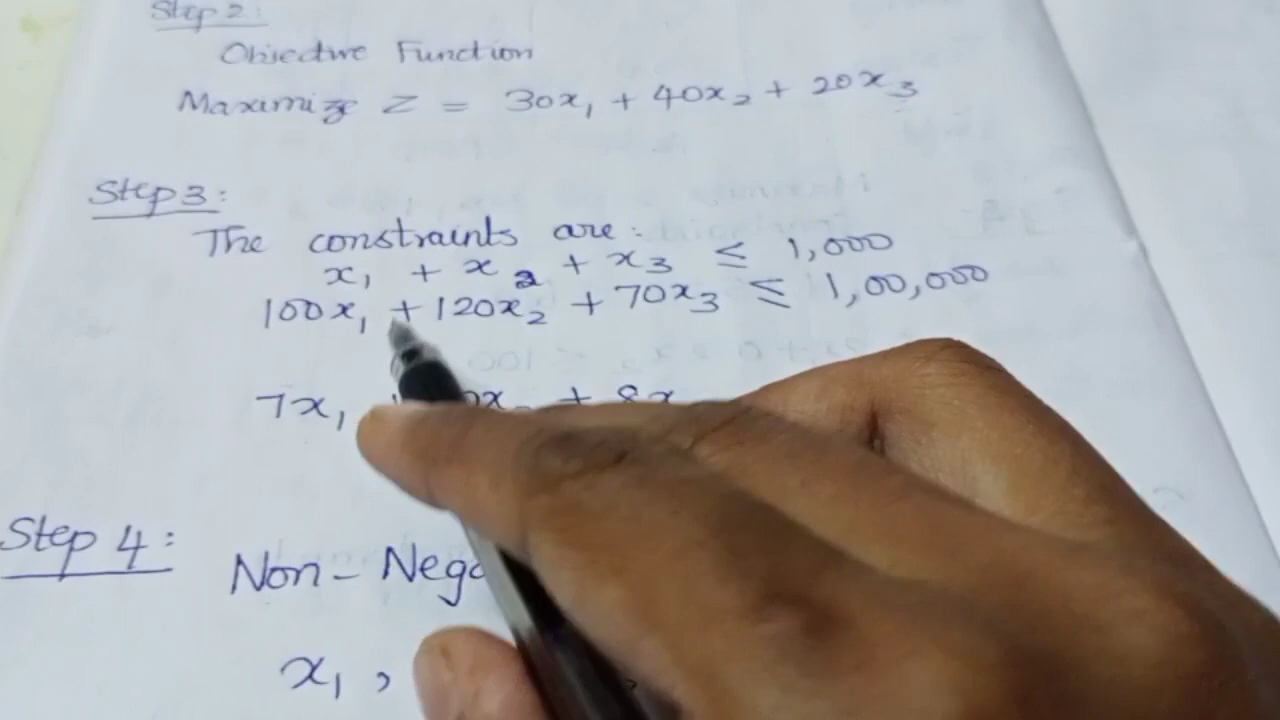 Step 2:
Objective Function
Maximize Z = 30x₁ + 40x₂ + 20x₃
Step 3:
The constraints are:
x₁ + x₂ + x₃ ≤ 1,000
100x₁ + 120x₂ + 70x₃ ≤ 1,00,000
7x₁ + 8x
Step 4:
Non-
x₁ ,